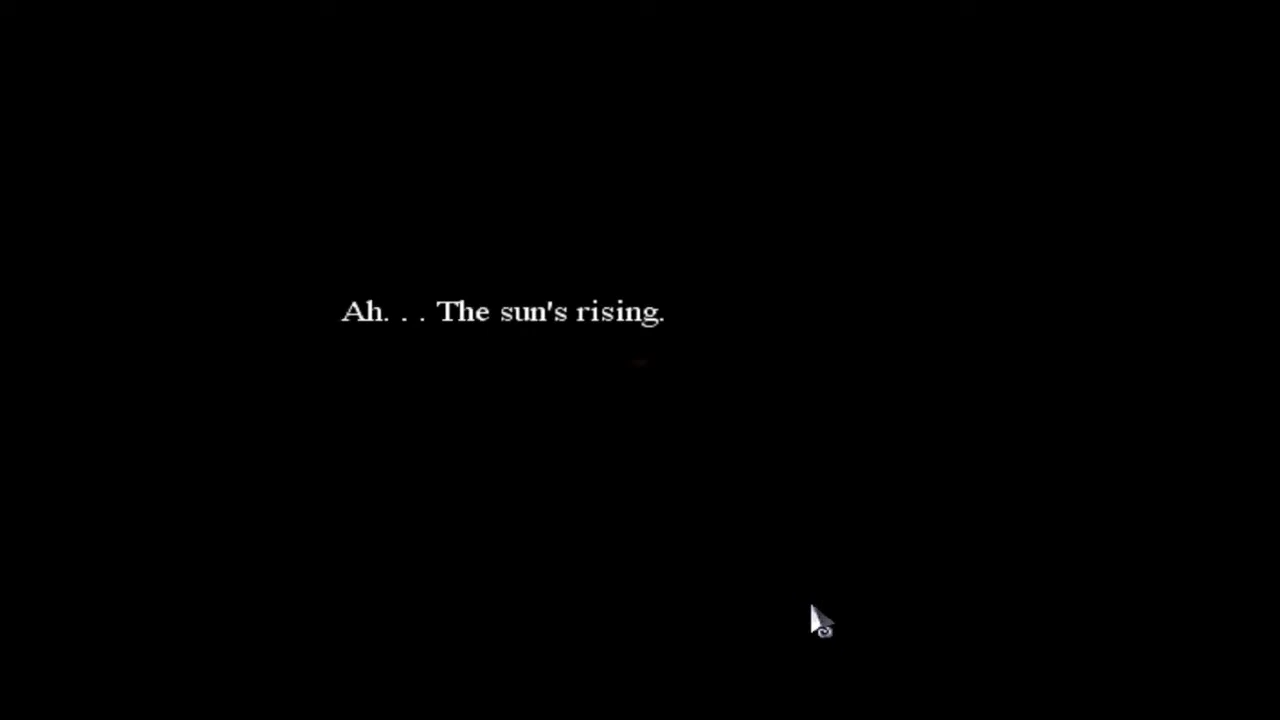 Ah. . . The sun's rising.